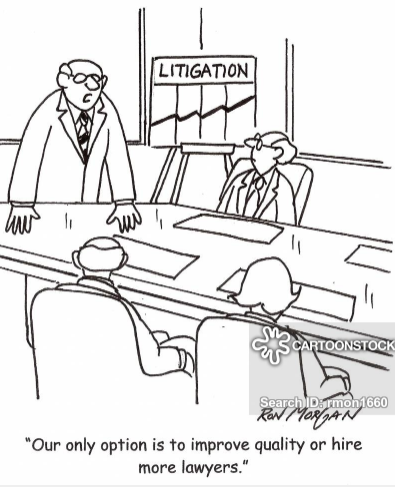 LITIGATION
CARTOONSTOCK
Search ID: rmon1660
RON MORGAN
“Our only option is to improve quality or hire
more lawyers.”